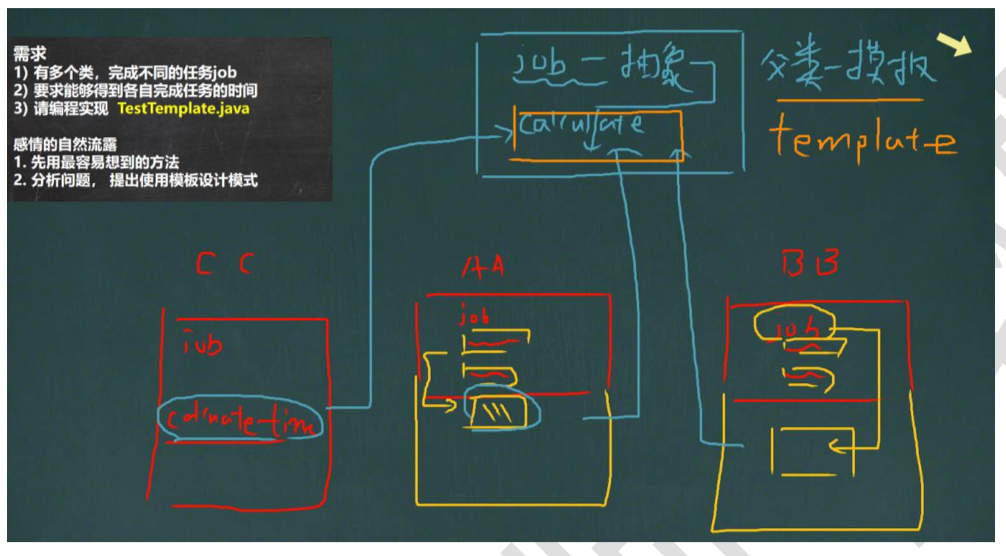 需求
1) 有多个类，完成不同的任务job
2) 要求能够得到各自完成任务的时间
3) 请编程实现 TestTemplate.java
感情的自然流露
1. 先用最容易想到的方法
2. 分析问题， 提出使用模板设计模式
job - 抽象
calculate
父类-模板
template
C C
job
calculate-time
AA
job
BB
job